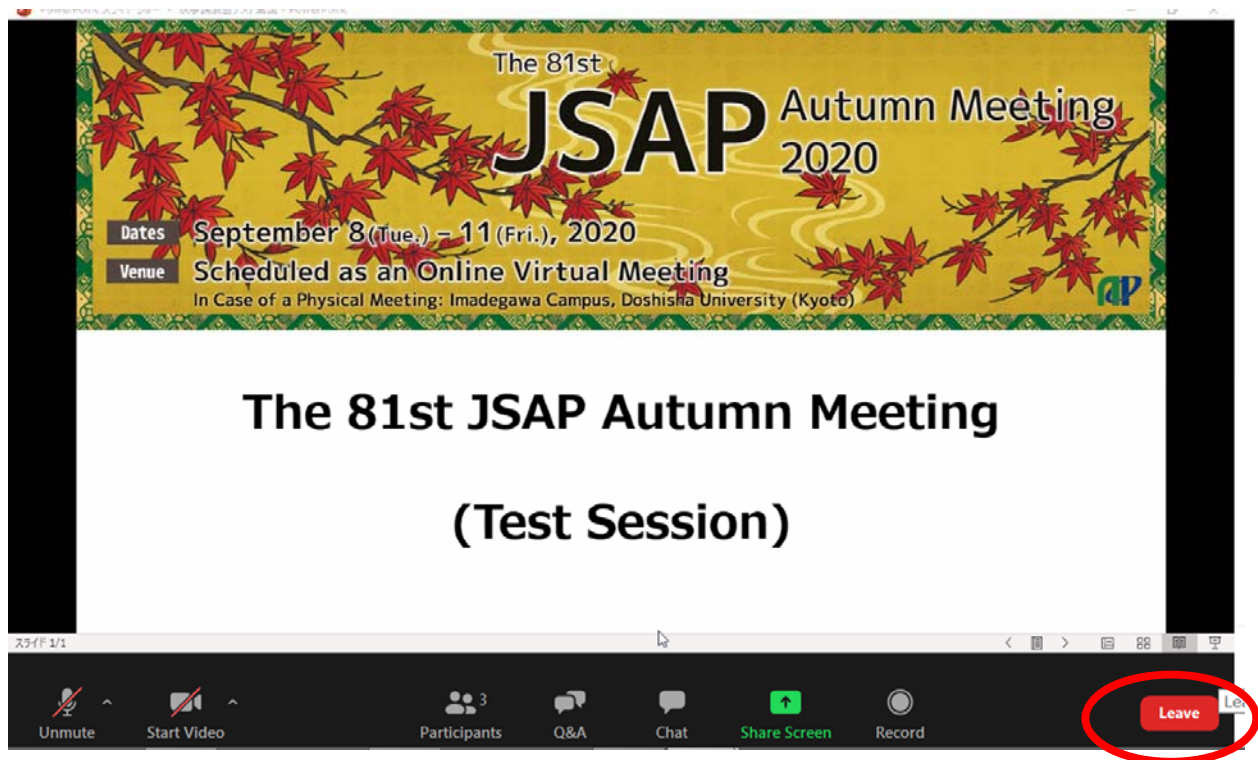 The 81st
JSAP Autumn Meeting
2020
Dates September 8(Tue.) – 11(Fri.), 2020
Venue Scheduled as an Online Virtual Meeting
In Case of a Physical Meeting: Imadegawa Campus, Doshisha University (Kyoto)
AP
The 81st JSAP Autumn Meeting
(Test Session)
スライド 1/1
3
Unmute Start Video Participants Q&A Chat Share Screen Record Leave